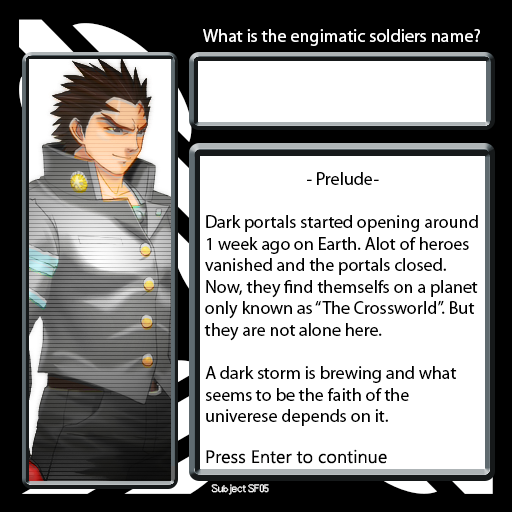 What is the engimatic soldiers name?
- Prelude-
Dark portals started opening around
1 week ago on Earth. Alot of heroes
vanished and the portals closed.
Now, they find themselfs on a planet
only known as “The Crossworld”. But
they are not alone here.
A dark storm is brewing and what
seems to be the faith of the
univerese depends on it.
Press Enter to continue
Subject SF05